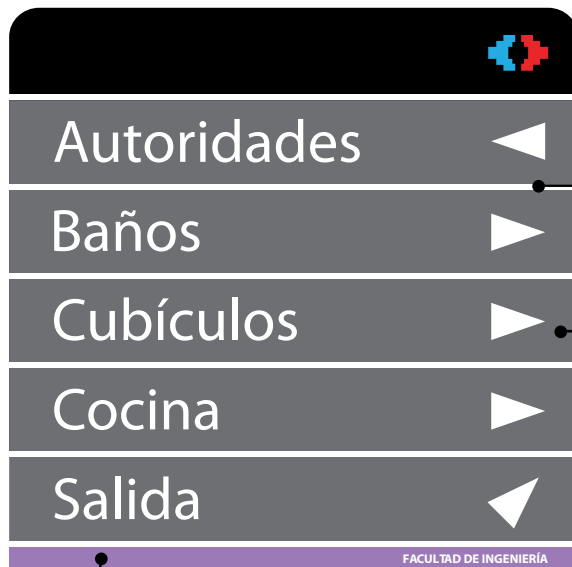 Autoridades
Baños
Cubículos
Cocina
Salida
FACULTAD DE INGENIERÍA